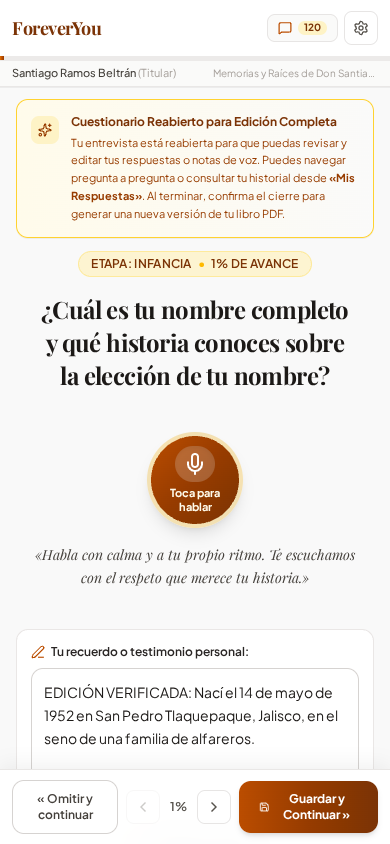 ForeverYou
120
Santiago Ramos Beltrán (Titular)
Memorias y Raíces de Don Santia...
Cuestionario Reabierto para Edición Completa
Tu entrevista está reabierta para que puedas revisar y
editar tus respuestas o notas de voz. Puedes navegar
pregunta a pregunta o consultar tu historial desde «Mis
Respuestas». Al terminar, confirma el cierre para
generar una nueva versión de tu libro PDF.
ETAPA: INFANCIA • 1% DE AVANCE
¿Cuál es tu nombre completo
y qué historia conoces sobre
la elección de tu nombre?
Toca para
hablar
«Habla con calma y a tu propio ritmo. Te escuchamos
con el respeto que merece tu historia.»
Tu recuerdo o testimonio personal:
EDICIÓN VERIFICADA: Nací el 14 de mayo de
1952 en San Pedro Tlaquepaque, Jalisco, en el
seno de una familia de alfareros.
« Omitir y
continuar
1%
Guardar y
Continuar »